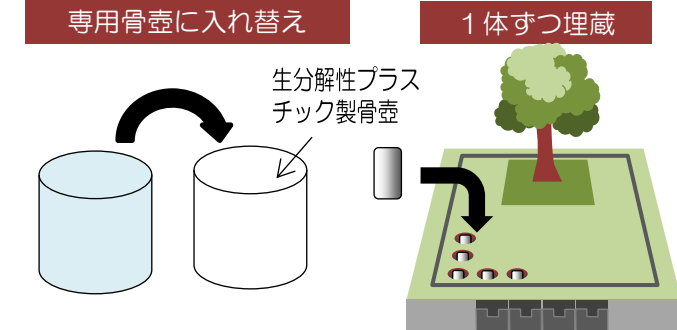 専用骨壺に入れ替え
１体ずつ埋蔵
生分解性プラス
チック製骨壺